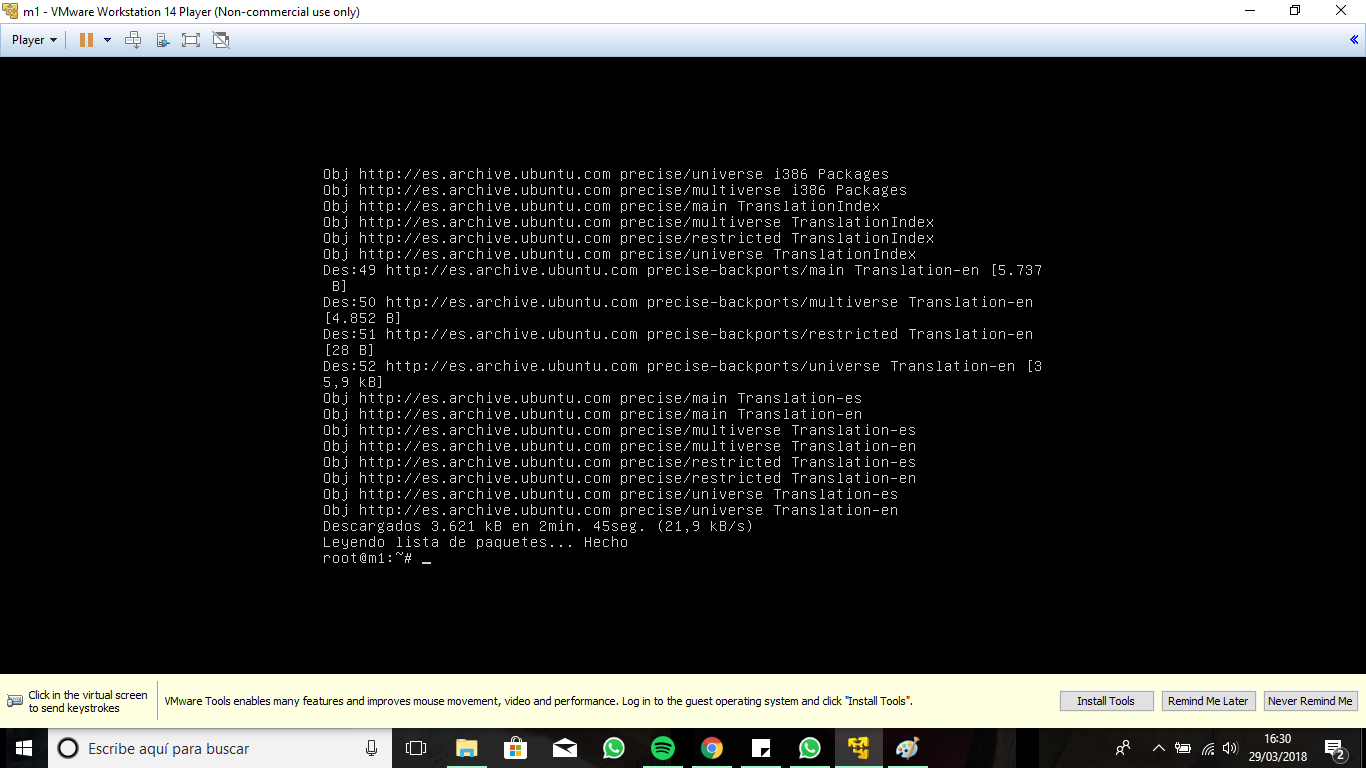 m1 - VMware Workstation 14 Player (Non-commercial use only)
Player
Obj http://es.archive.ubuntu.com precise/universe i386 Packages
Obj http://es.archive.ubuntu.com precise/multiverse i386 Packages
Obj http://es.archive.ubuntu.com precise/main TranslationIndex
Obj http://es.archive.ubuntu.com precise/multiverse TranslationIndex
Obj http://es.archive.ubuntu.com precise/restricted TranslationIndex
Obj http://es.archive.ubuntu.com precise/universe TranslationIndex
Des:49 http://es.archive.ubuntu.com precise-backports/main Translation-en [5.737
 B]
Des:50 http://es.archive.ubuntu.com precise-backports/multiverse Translation-en
[4.852 B]
Des:51 http://es.archive.ubuntu.com precise-backports/restricted Translation-en
[28 B]
Des:52 http://es.archive.ubuntu.com precise-backports/universe Translation-en [3
5,9 kB]
Obj http://es.archive.ubuntu.com precise/main Translation-es
Obj http://es.archive.ubuntu.com precise/main Translation-en
Obj http://es.archive.ubuntu.com precise/multiverse Translation-es
Obj http://es.archive.ubuntu.com precise/multiverse Translation-en
Obj http://es.archive.ubuntu.com precise/restricted Translation-es
Obj http://es.archive.ubuntu.com precise/restricted Translation-en
Obj http://es.archive.ubuntu.com precise/universe Translation-es
Obj http://es.archive.ubuntu.com precise/universe Translation-en
Descargados 3.621 kB en 2min. 45seg. (21,9 kB/s)
Leyendo lista de paquetes... Hecho
root@m1:~# _
Click in the virtual screen
to send keystrokes
VMware Tools enables many features and improves mouse movement, video and performance. Log in to the guest operating system and click "Install Tools".
Install Tools
Remind Me Later
Never Remind Me
Escribe aquí para buscar
16:30
29/03/2018
2